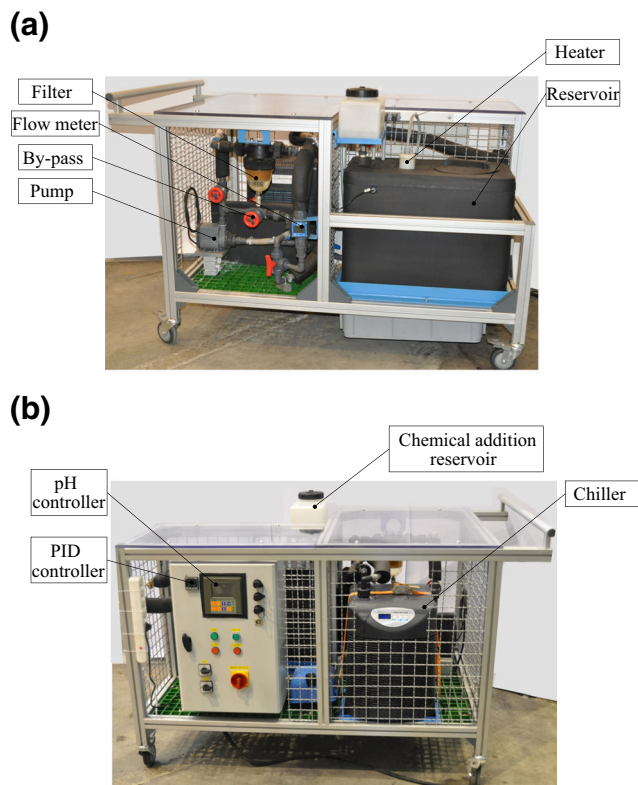 (a)
Heater
Filter
Reservoir
Flow meter
By-pass
Pump
(b)
Chemical addition
reservoir
pH
controller
Chiller
PID
controller